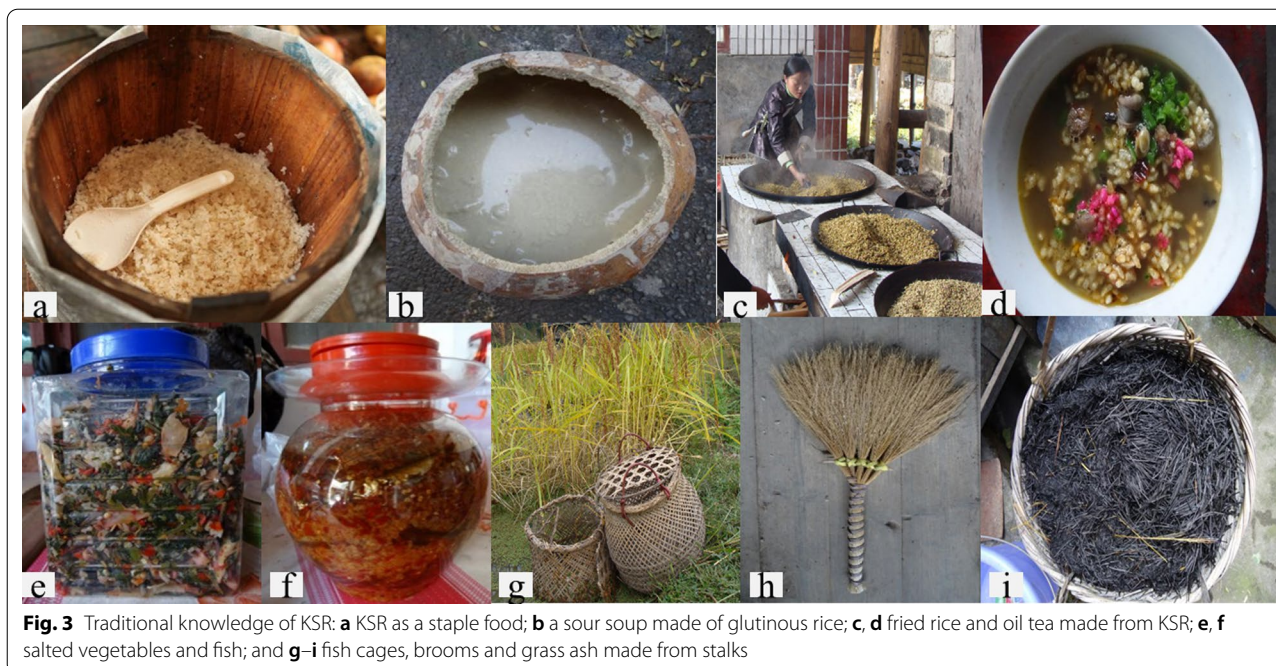 a
b
c
d
e
f
g
h
i
Fig. 3 Traditional knowledge of KSR: a KSR as a staple food; b a sour soup made of glutinous rice; c, d fried rice and oil tea made from KSR; e, f
salted vegetables and fish; and g–i fish cages, brooms and grass ash made from stalks